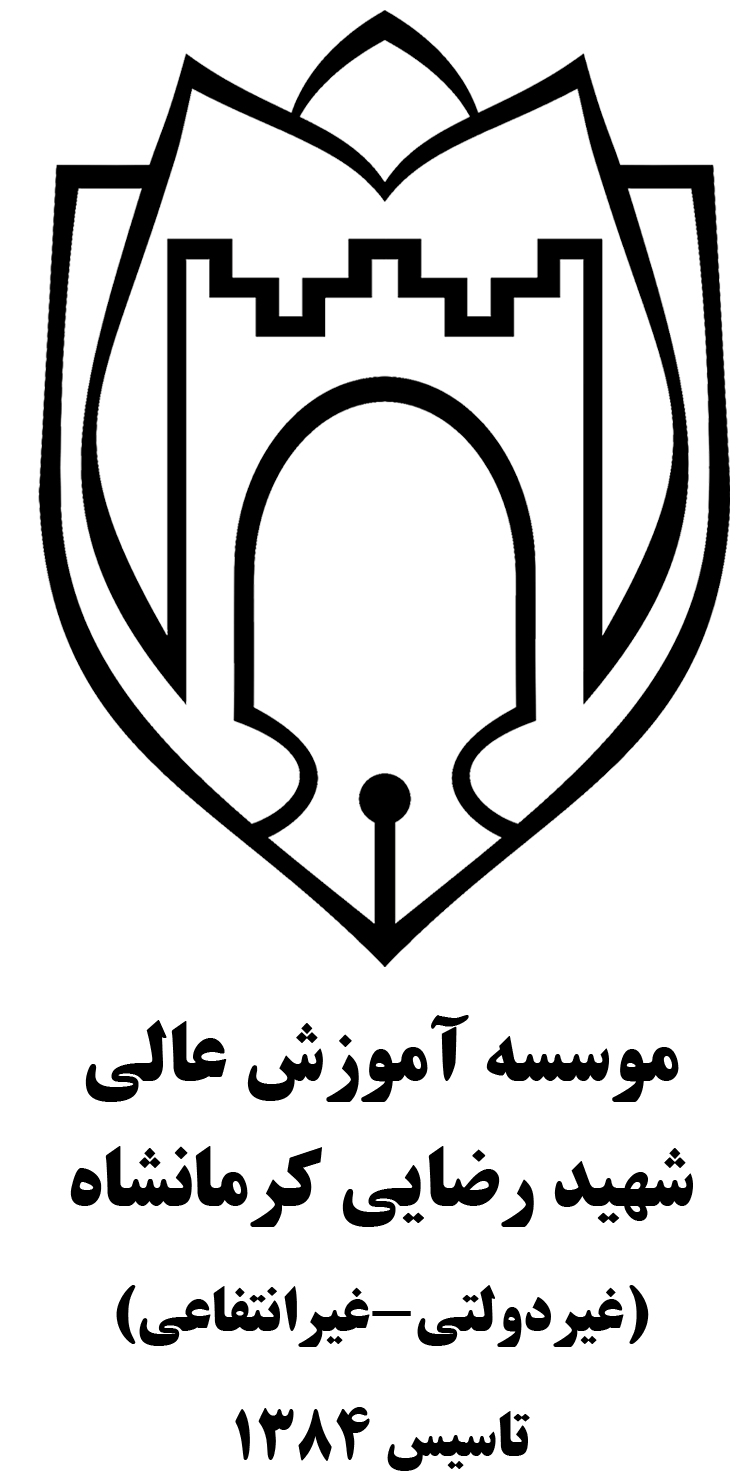 موسسه آموزش عالی
شهید رضایی کرمانشاه
(غیردولتی-غیرانتفاعی)
تاسیس ۱۳۸۴